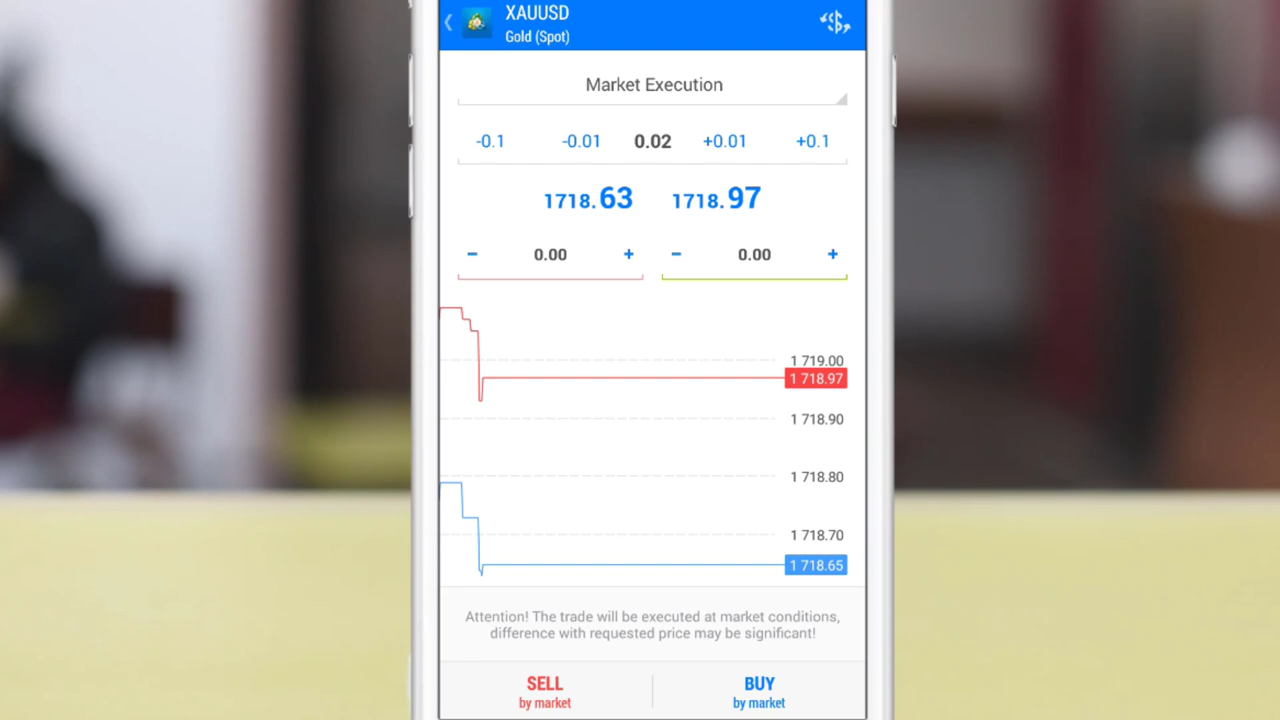 XAUUSD
Gold (Spot)
Market Execution
-0.1 -0.01 0.02 +0.01 +0.1
1718.63 1718.97
− 0.00 + − 0.00 +
1 719.00
1 718.97
1 718.90
1 718.80
1 718.70
1 718.65
Attention! The trade will be executed at market conditions,
difference with requested price may be significant!
SELL BUY
by market by market